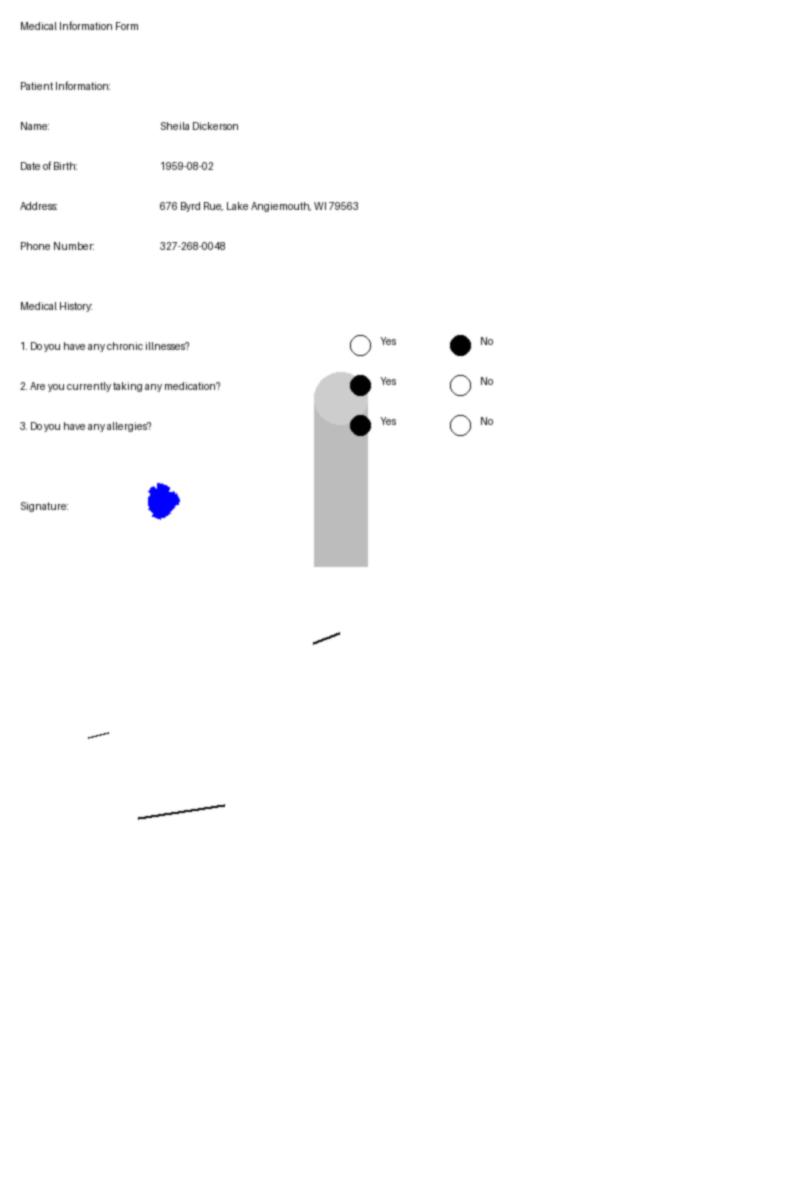 Medical Information Form
Patient Information:
Name: Sheila Dickerson
Date of Birth: 1959-08-02
Address: 676 Byrd Rue, Lake Angiemouth, WI 79563
Phone Number: 327-268-0048
Medical History:
1. Do you have any chronic illnesses? Yes No
2. Are you currently taking any medication? Yes No
3. Do you have any allergies? Yes No
Signature: